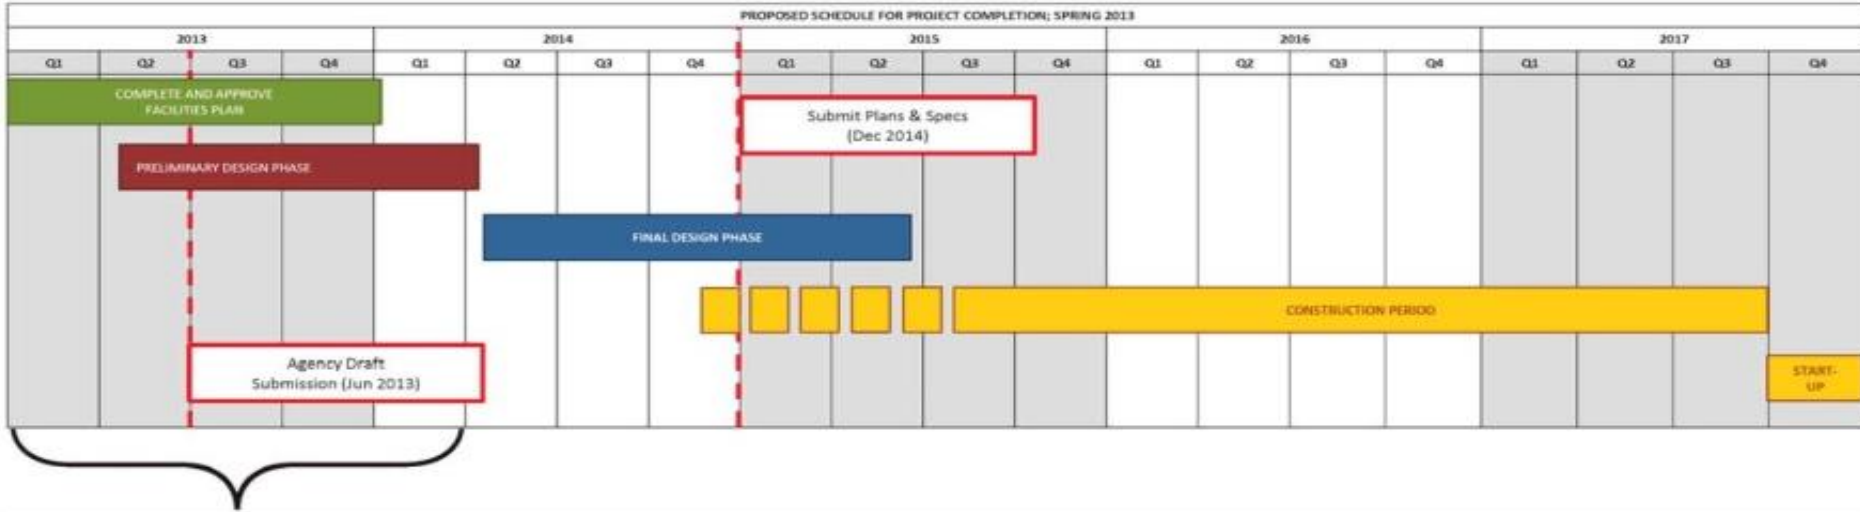 PROPOSED SCHEDULE FOR PROJECT COMPLETION; SPRING 2013
2013 2014 2015 2016 2017
Q1 Q2 Q3 Q4 Q1 Q2 Q3 Q4 Q1 Q2 Q3 Q4 Q1 Q2 Q3 Q4 Q1 Q2 Q3 Q4
COMPLETE AND APPROVE
FACILITIES PLAN
Submit Plans & Specs
(Dec 2014)
PRELIMINARY DESIGN PHASE
FINAL DESIGN PHASE
CONSTRUCTION PERIOD
Agency Draft
Submission (Jun 2013)
START-
UP